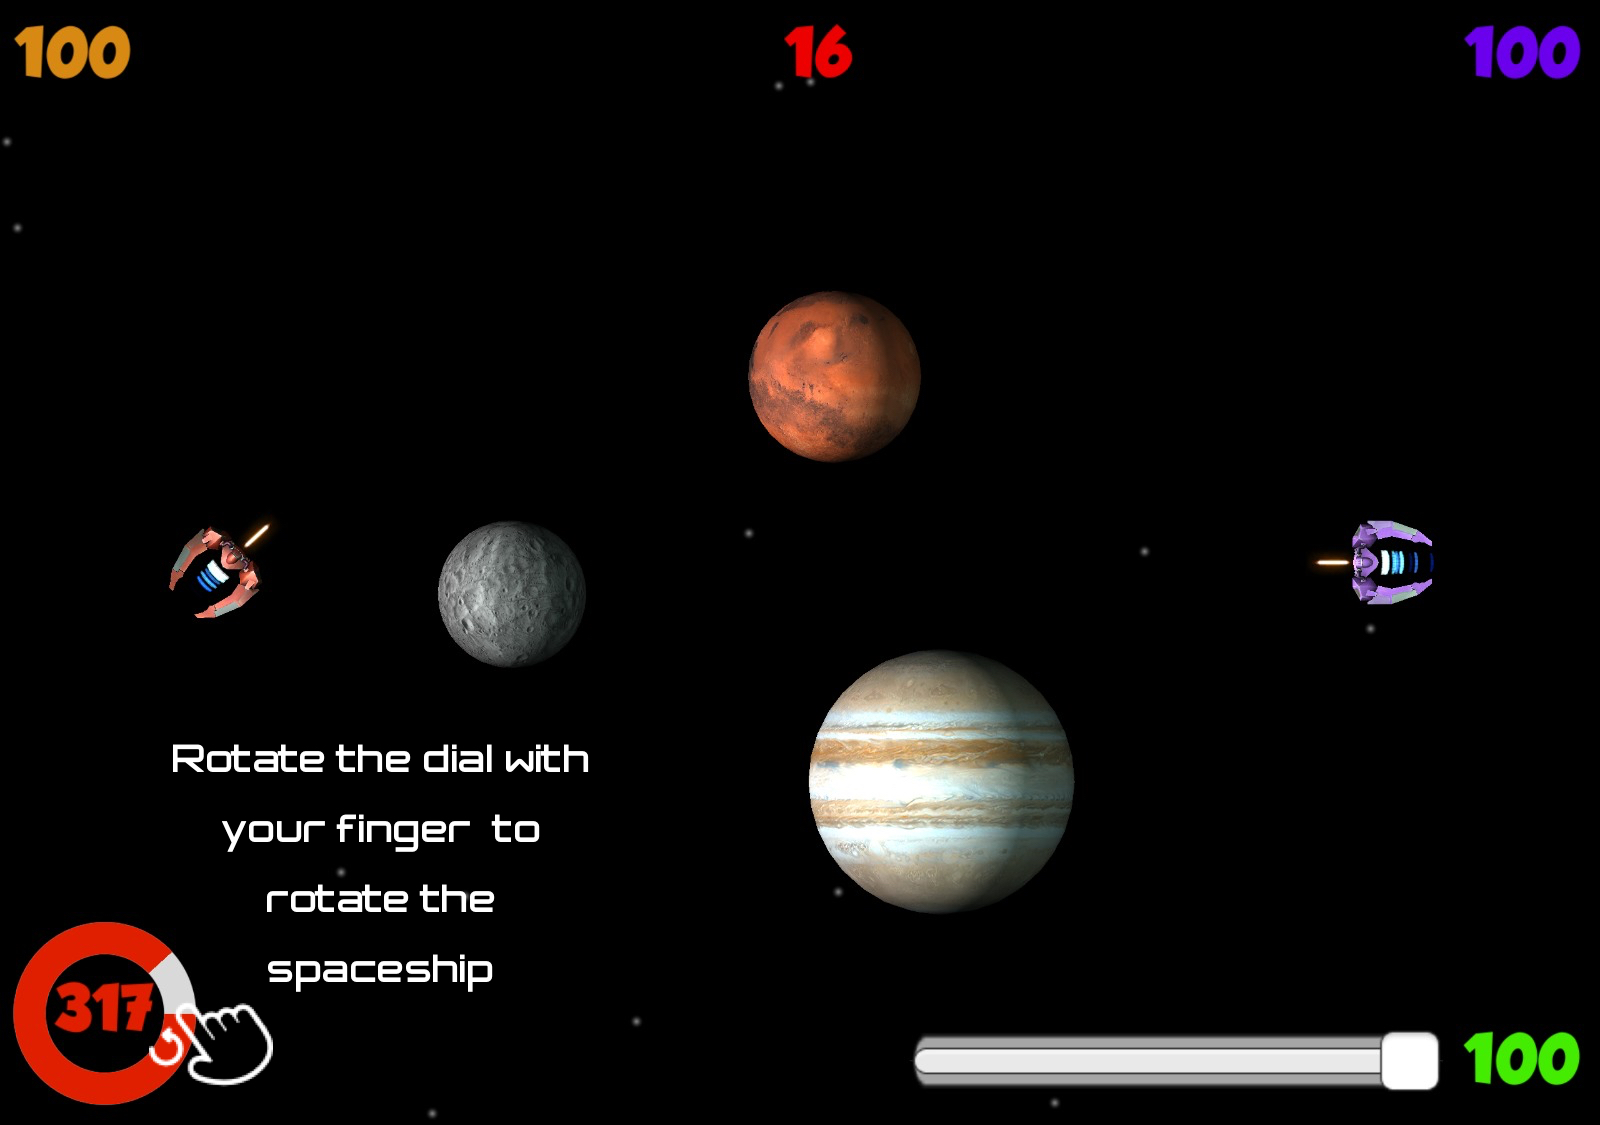 100 16 100
Rotate the dial with
your finger to
rotate the
spaceship
317
100